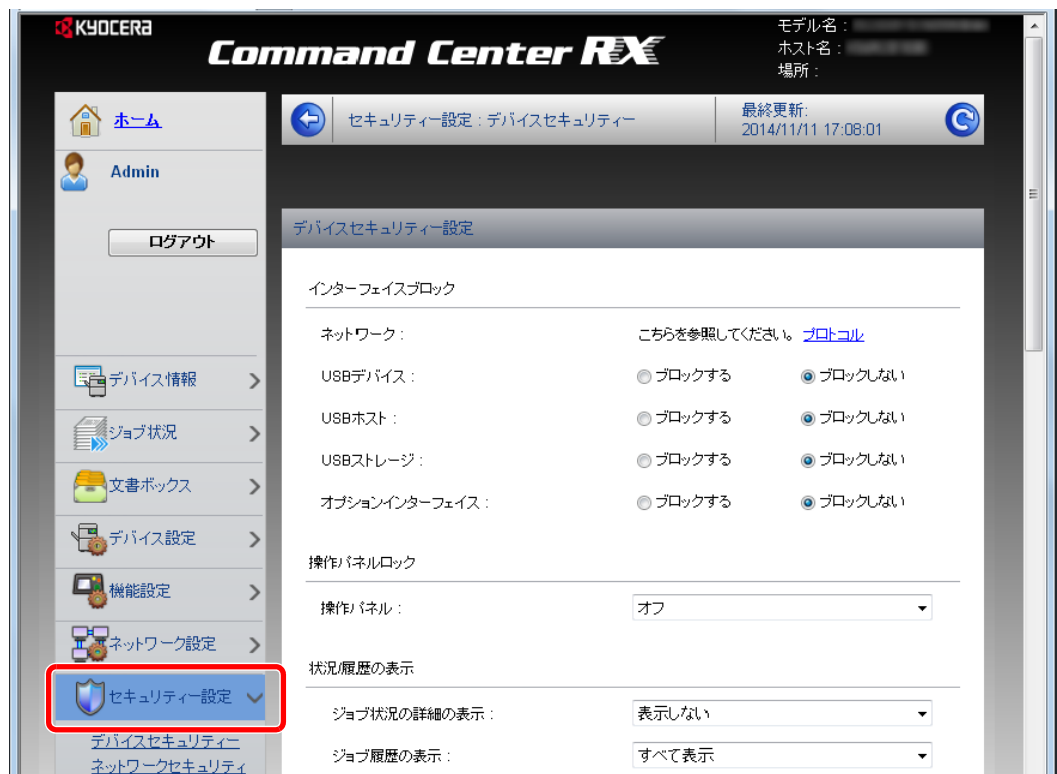 KYOCERA
Command Center RX
モデル名 :
ホスト名 :
場所 :
ホーム
Admin
ログアウト
デバイス情報
ジョブ状況
文書ボックス
デバイス設定
機能設定
ネットワーク設定
セキュリティー設定
デバイスセキュリティー
ネットワークセキュリティ
セキュリティー設定 : デバイスセキュリティー
最終更新:
2014/11/11 17:08:01
デバイスセキュリティー設定
インターフェイスブロック
ネットワーク : こちらを参照してください。 プロトコル
USBデバイス : ブロックする ブロックしない
USBホスト : ブロックする ブロックしない
USBストレージ : ブロックする ブロックしない
オプションインターフェイス : ブロックする ブロックしない
操作パネルロック
操作パネル : オフ
状況/履歴の表示
ジョブ状況の詳細の表示 : 表示しない
ジョブ履歴の表示 : すべて表示